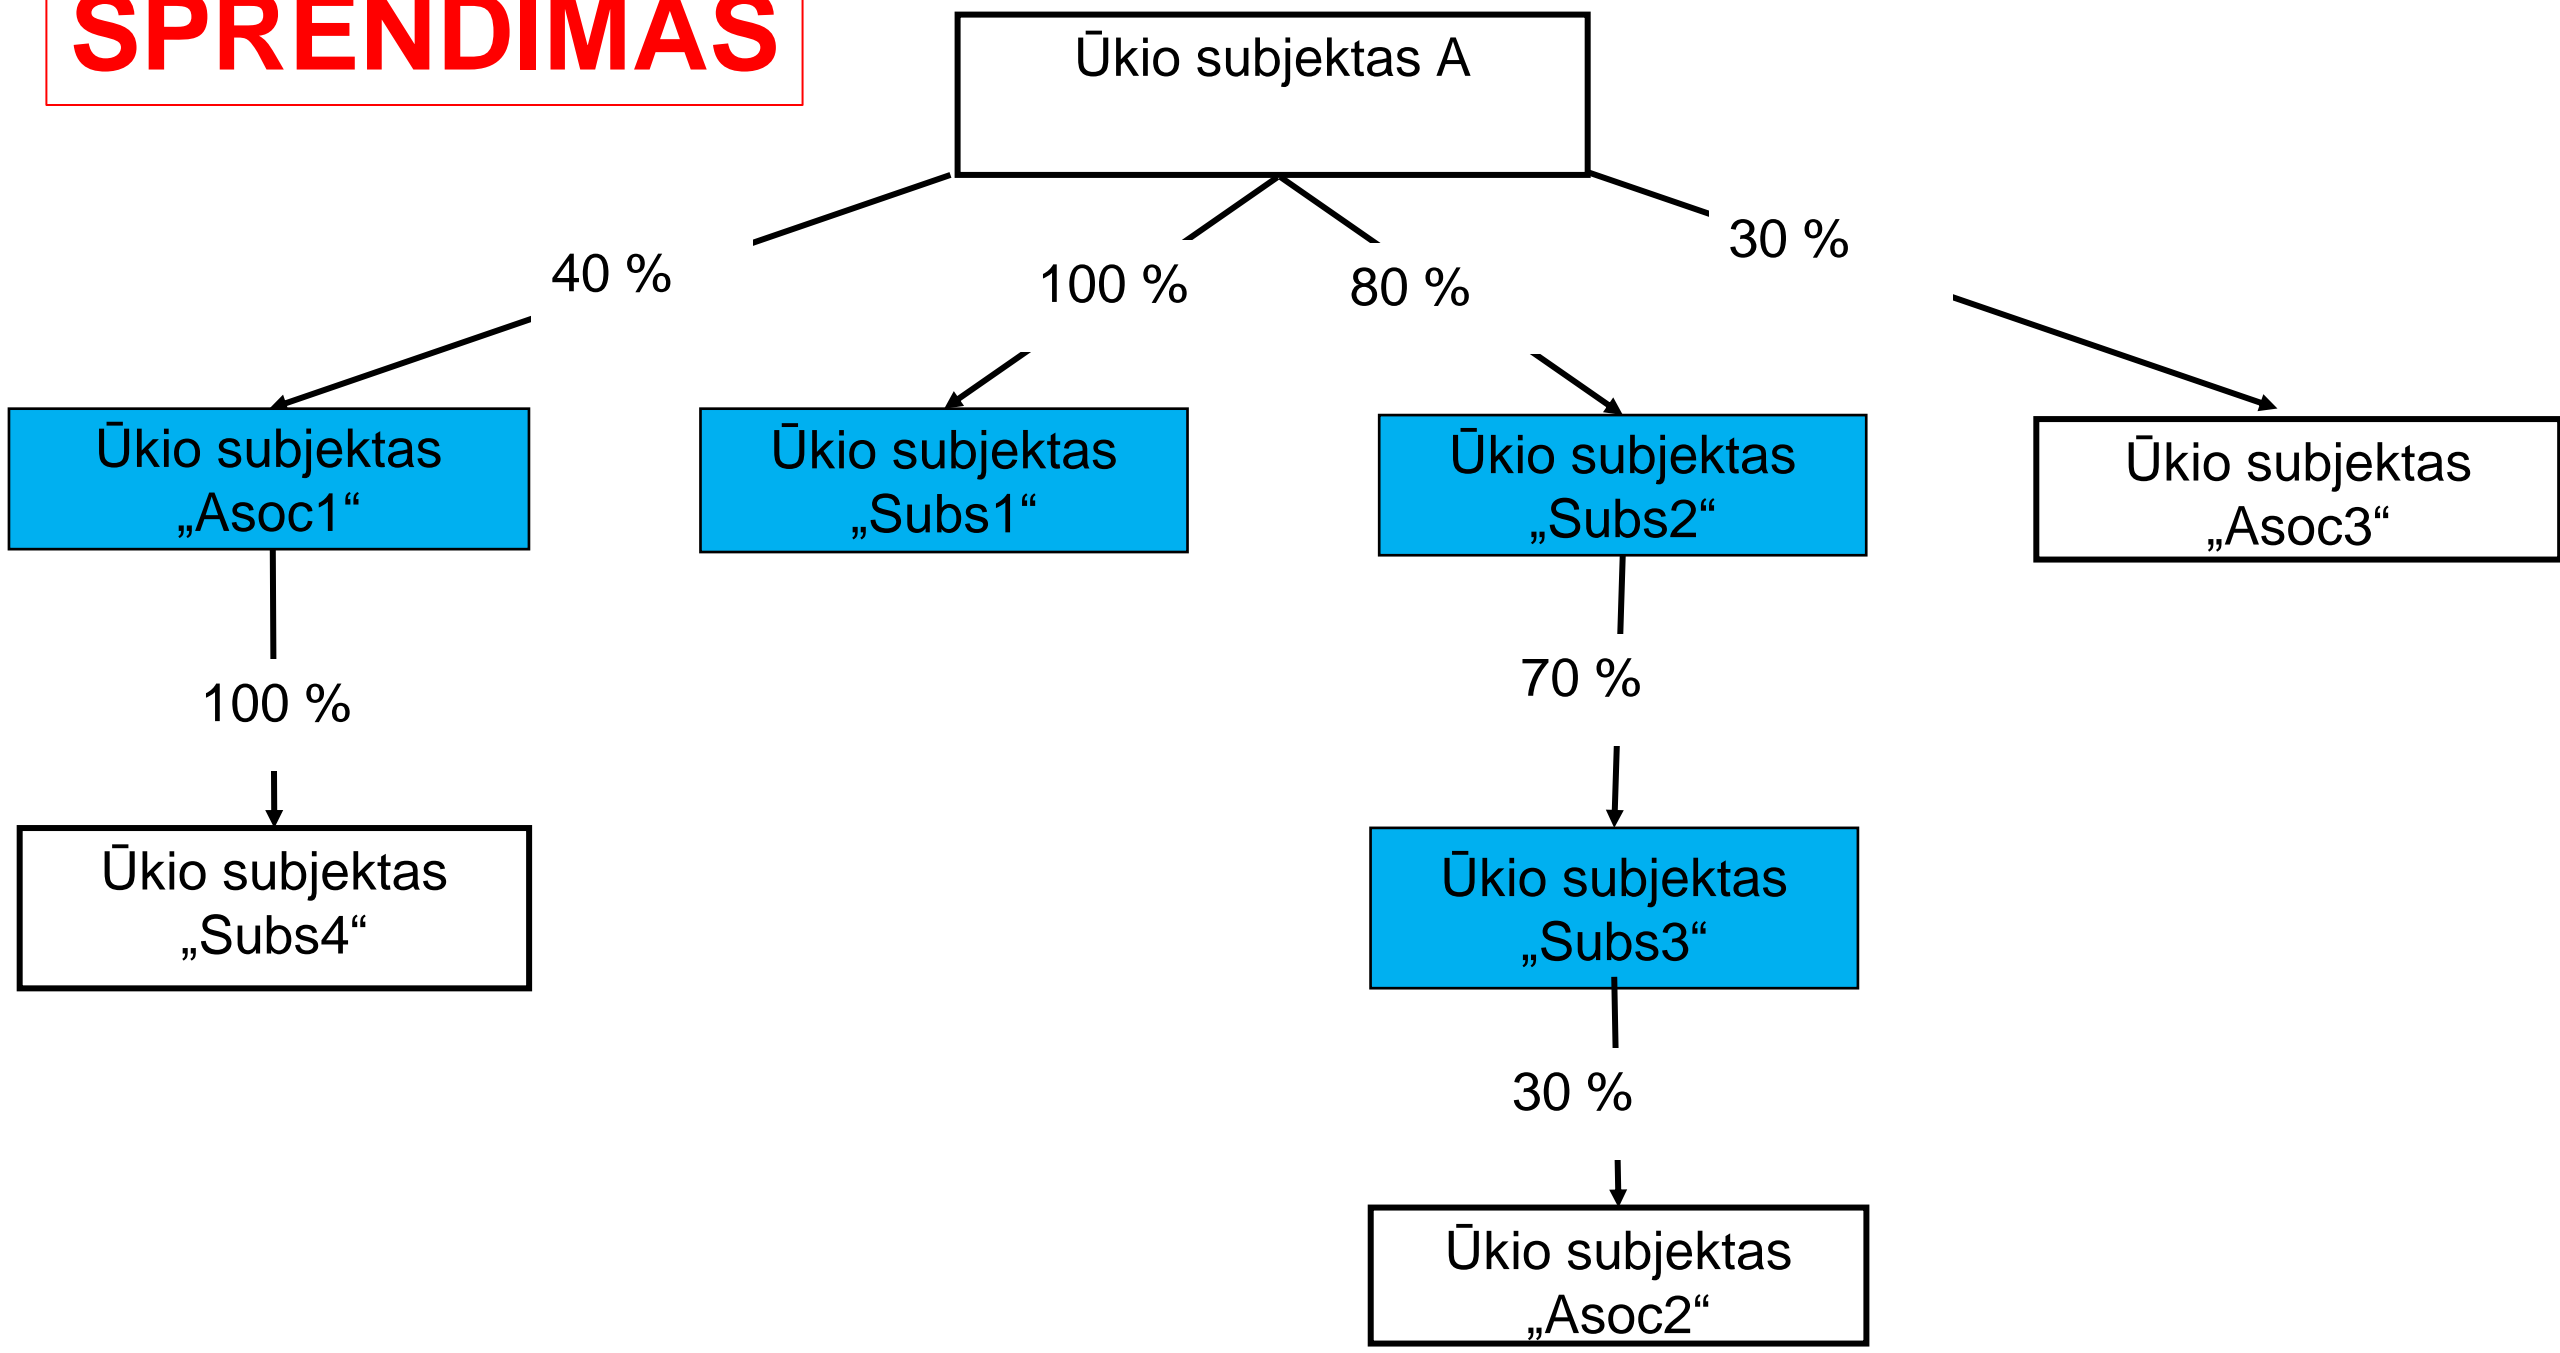 SPRENDIMAS
Ūkio subjektas A
40 %
100 %
80 %
30 %
Ūkio subjektas
„Asoc1“
Ūkio subjektas
„Subs1“
Ūkio subjektas
„Subs2“
Ūkio subjektas
„Asoc3“
100 %
70 %
Ūkio subjektas
„Subs4“
Ūkio subjektas
„Subs3“
30 %
Ūkio subjektas
„Asoc2“